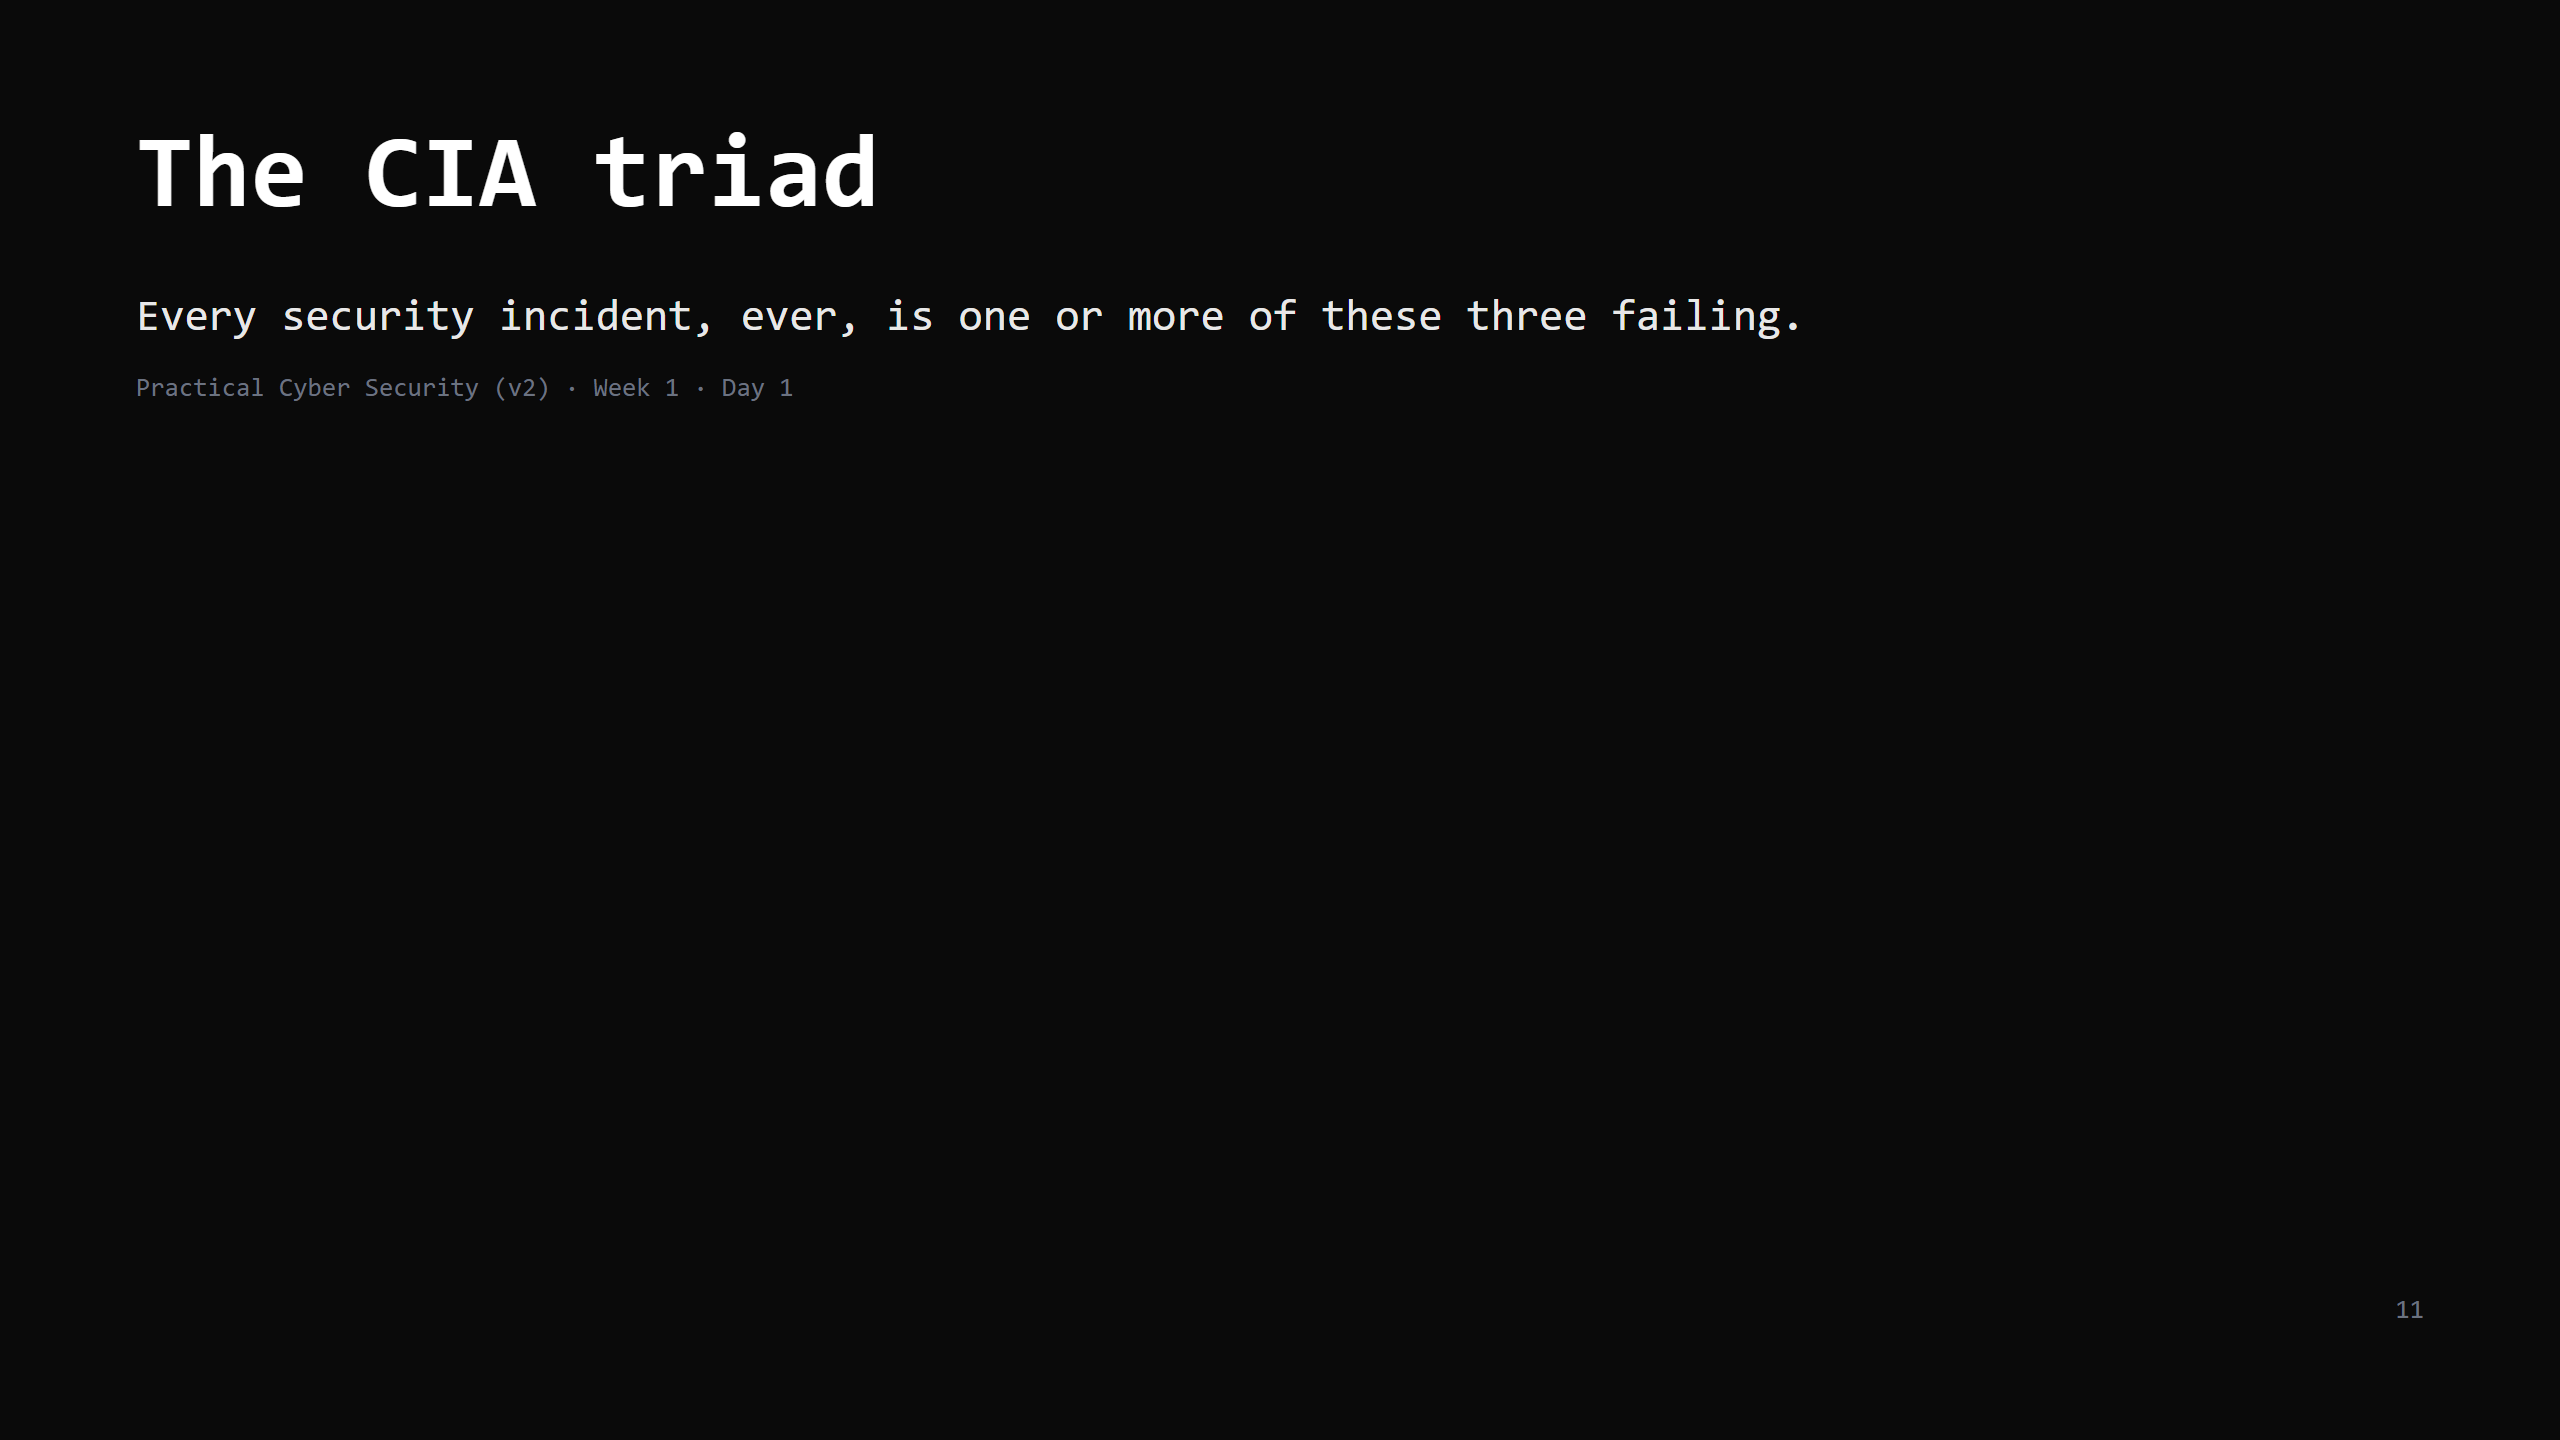 The CIA triad
Every security incident, ever, is one or more of these three failing.
Practical Cyber Security (v2) · Week 1 · Day 1
11